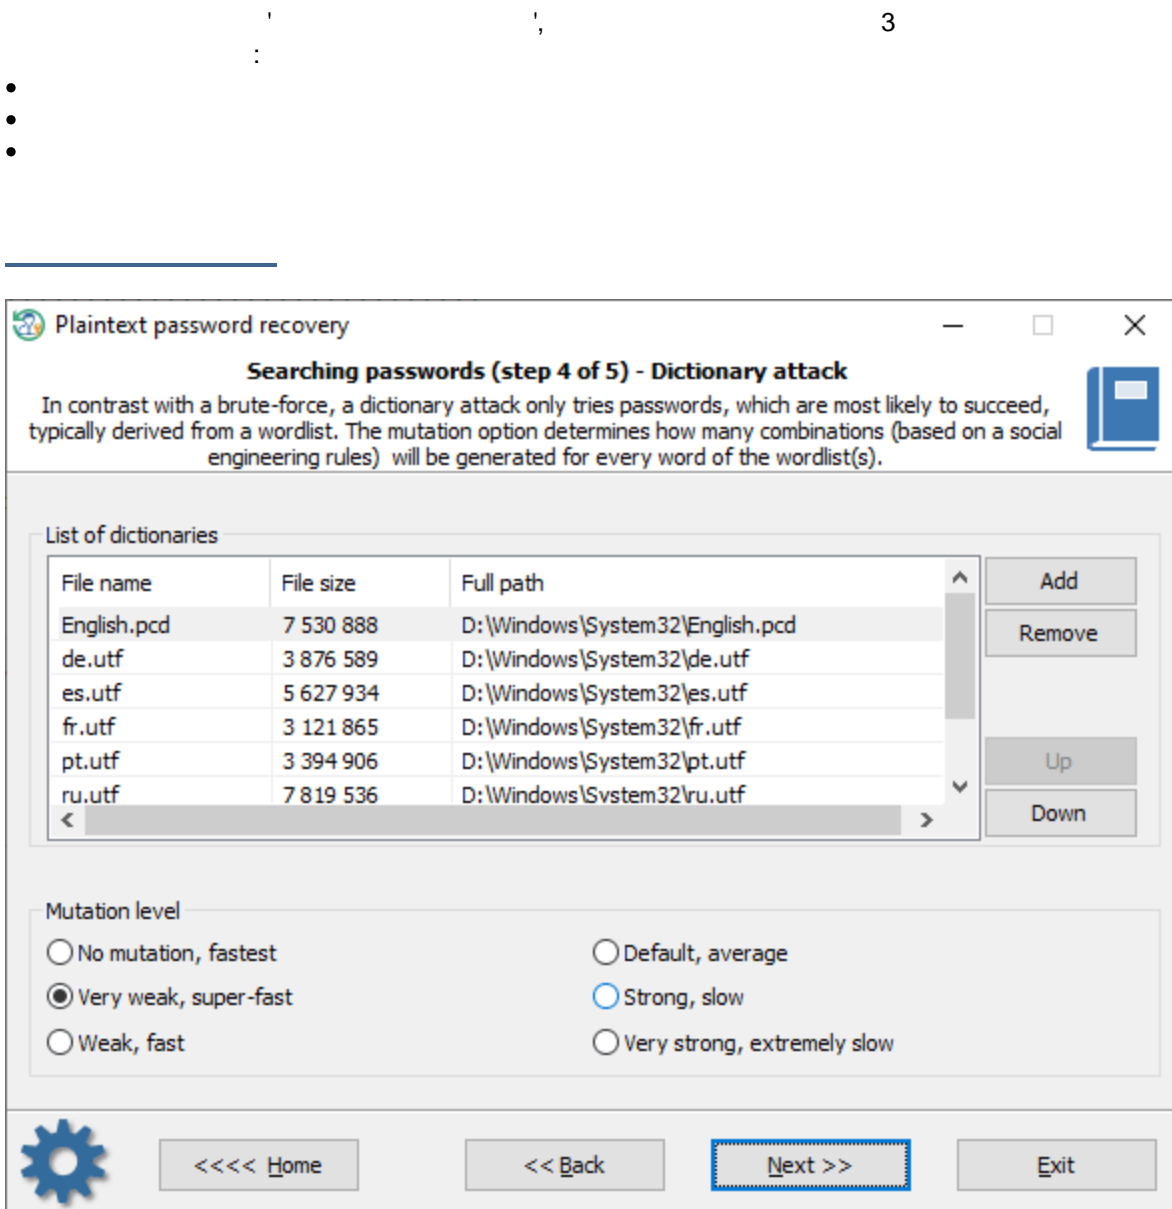 ' ', 3
:
•
•
•
Plaintext password recovery
Searching passwords (step 4 of 5) - Dictionary attack
In contrast with a brute-force, a dictionary attack only tries passwords, which are most likely to succeed,
typically derived from a wordlist. The mutation option determines how many combinations (based on a social
engineering rules) will be generated for every word of the wordlist(s).
List of dictionaries
File name File size Full path
Add
English.pcd 7 530 888 D:\Windows\System32\English.pcd
Remove
de.utf 3 876 589 D:\Windows\System32\de.utf
es.utf 5 627 934 D:\Windows\System32\es.utf
fr.utf 3 121 865 D:\Windows\System32\fr.utf
pt.utf 3 394 906 D:\Windows\System32\pt.utf
Up
ru.utf 7 819 536 D:\Windows\System32\ru.utf
Down
Mutation level
No mutation, fastest Default, average
Very weak, super-fast Strong, slow
Weak, fast Very strong, extremely slow
<<<< Home << Back Next >> Exit